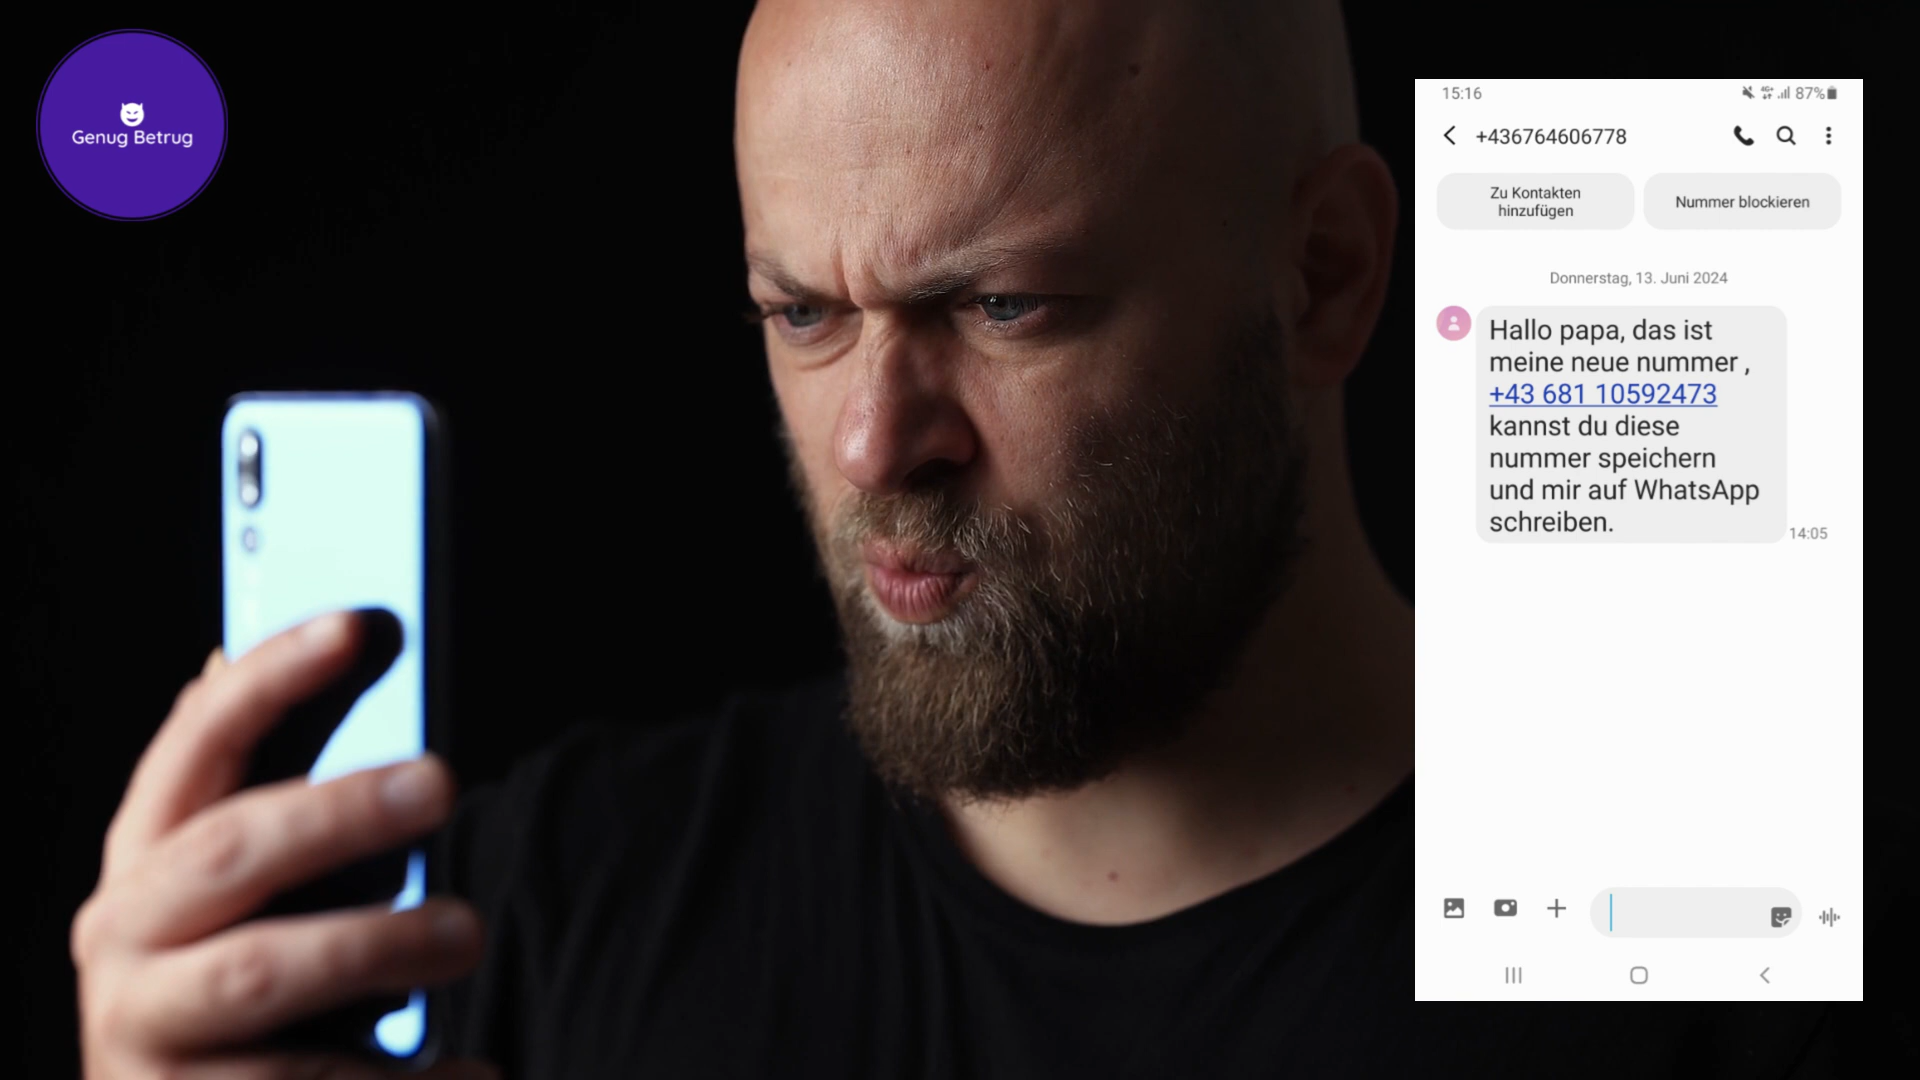 Genug Betrug
15:16
4G+
87%
+436764606778
Zu Kontakten
hinzufügen
Nummer blockieren
Donnerstag, 13. Juni 2024
Hallo papa, das ist
meine neue nummer ,
+43 681 10592473
kannst du diese
nummer speichern
und mir auf WhatsApp
schreiben.
14:05